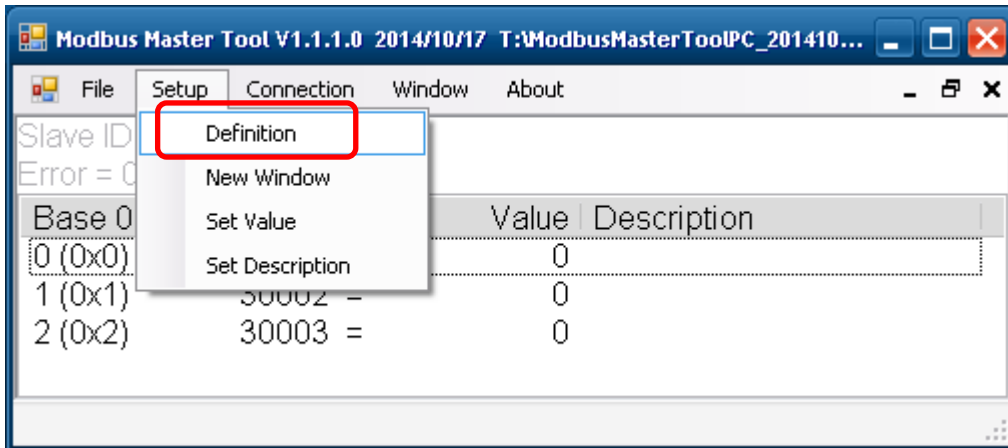 Modbus Master Tool V1.1.1.0 2014/10/17 T:\ModbusMasterTool\PC_201410...
File Setup Connection Window About
Slave ID
Definition
Error = 0
New Window
Base 0 Value Description
Set Value
0 (0x0) 0
Set Description
1 (0x1) 30002 = 0
2 (0x2) 30003 = 0